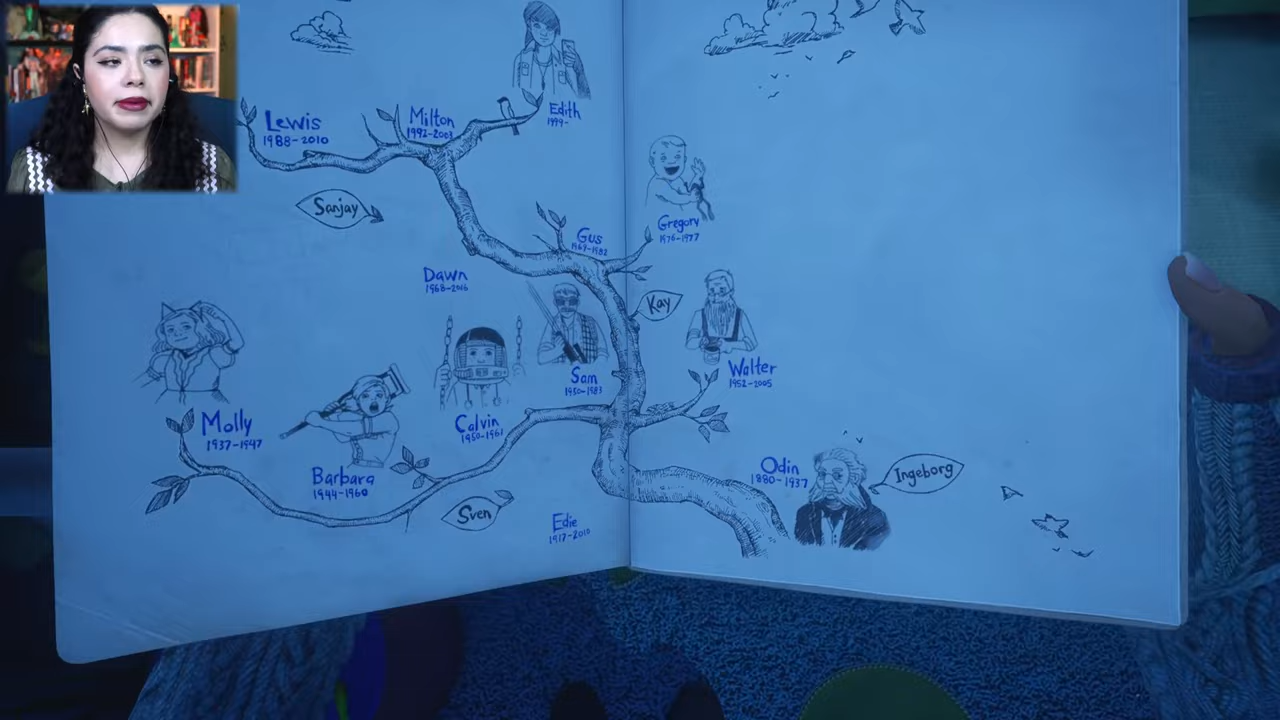 Edith
1999-
Lewis
1988-2010
Milton
1992-2003
Sanjay
Gregory
1976-1977
Gus
1969-1982
Dawn
1968-2016
Kay
Sam
1950-1983
Walter
1952-2005
Molly
1937-1947
Calvin
1950-1961
Barbara
1944-1960
Odin
1880-1937
Ingeborg
Sven
Edie
1917-2010